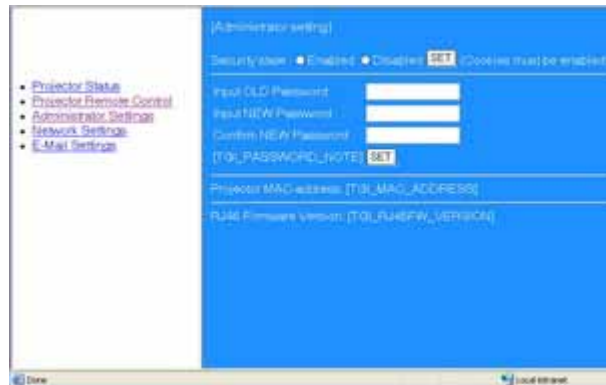 [Administrator setting]
Security state : Enabled Disabled SET (Cookies must be enabled
Projector Status
Projector Remote Control
Administrator Settings
Network Settings
E-Mail Settings
Input OLD Password
Input NEW Password
Confirm NEW Password
[TGI_PASSWORD_NOTE] SET
Projector MAC-address: [TGI_MAC_ADDRESS]
RJ45 Firmware Version: [TGI_RJ45FW_VERSION]
Done
Local intranet